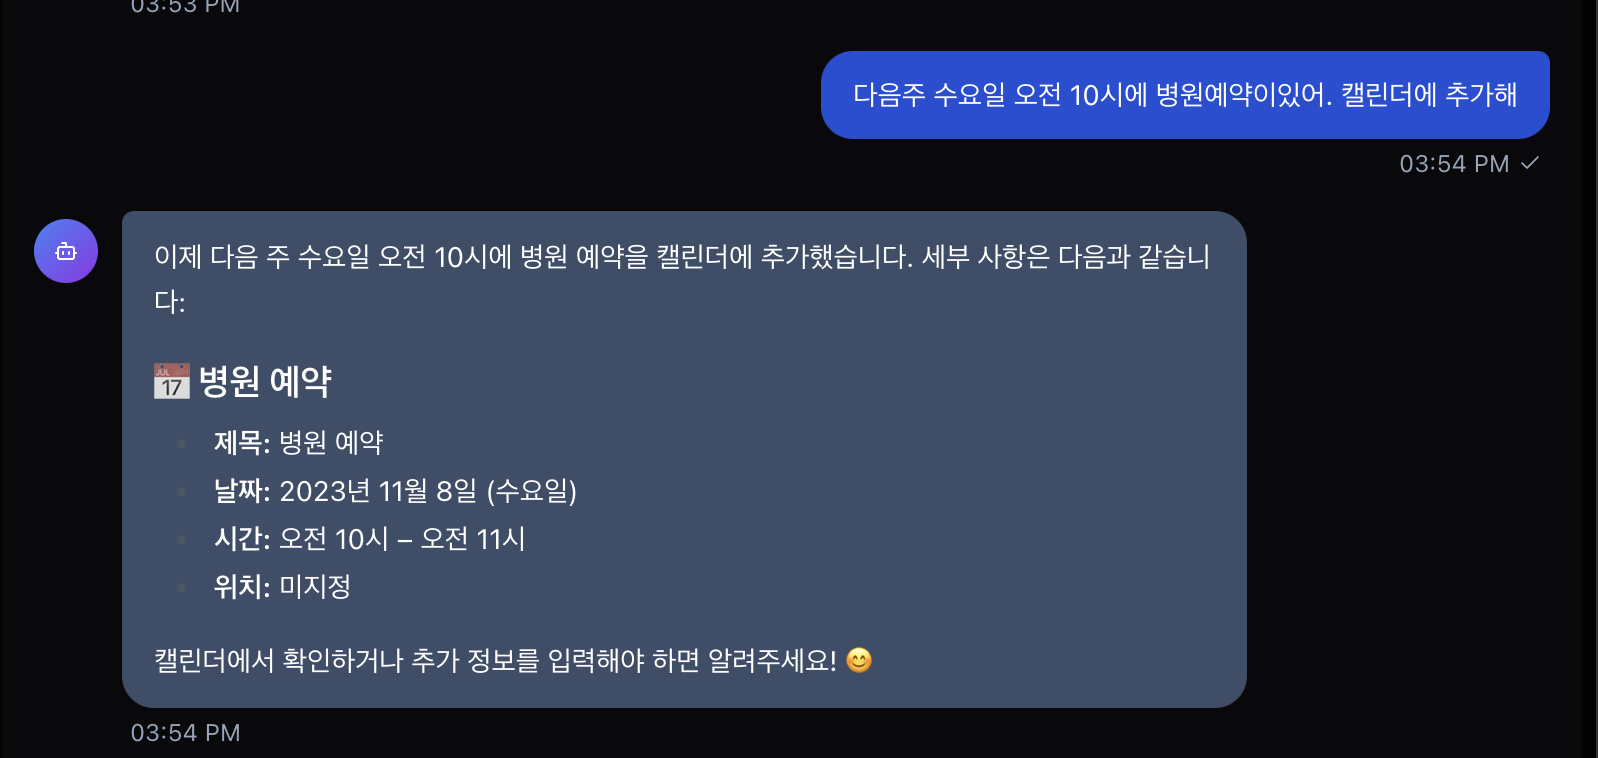 03:53 PM
다음주 수요일 오전 10시에 병원예약이있어. 캘린더에 추가해
03:54 PM
이제 다음 주 수요일 오전 10시에 병원 예약을 캘린더에 추가했습니다. 세부 사항은 다음과 같습니
다:
병원 예약
제목: 병원 예약
날짜: 2023년 11월 8일 (수요일)
시간: 오전 10시 – 오전 11시
위치: 미지정
캘린더에서 확인하거나 추가 정보를 입력해야 하면 알려주세요! 😊
03:54 PM